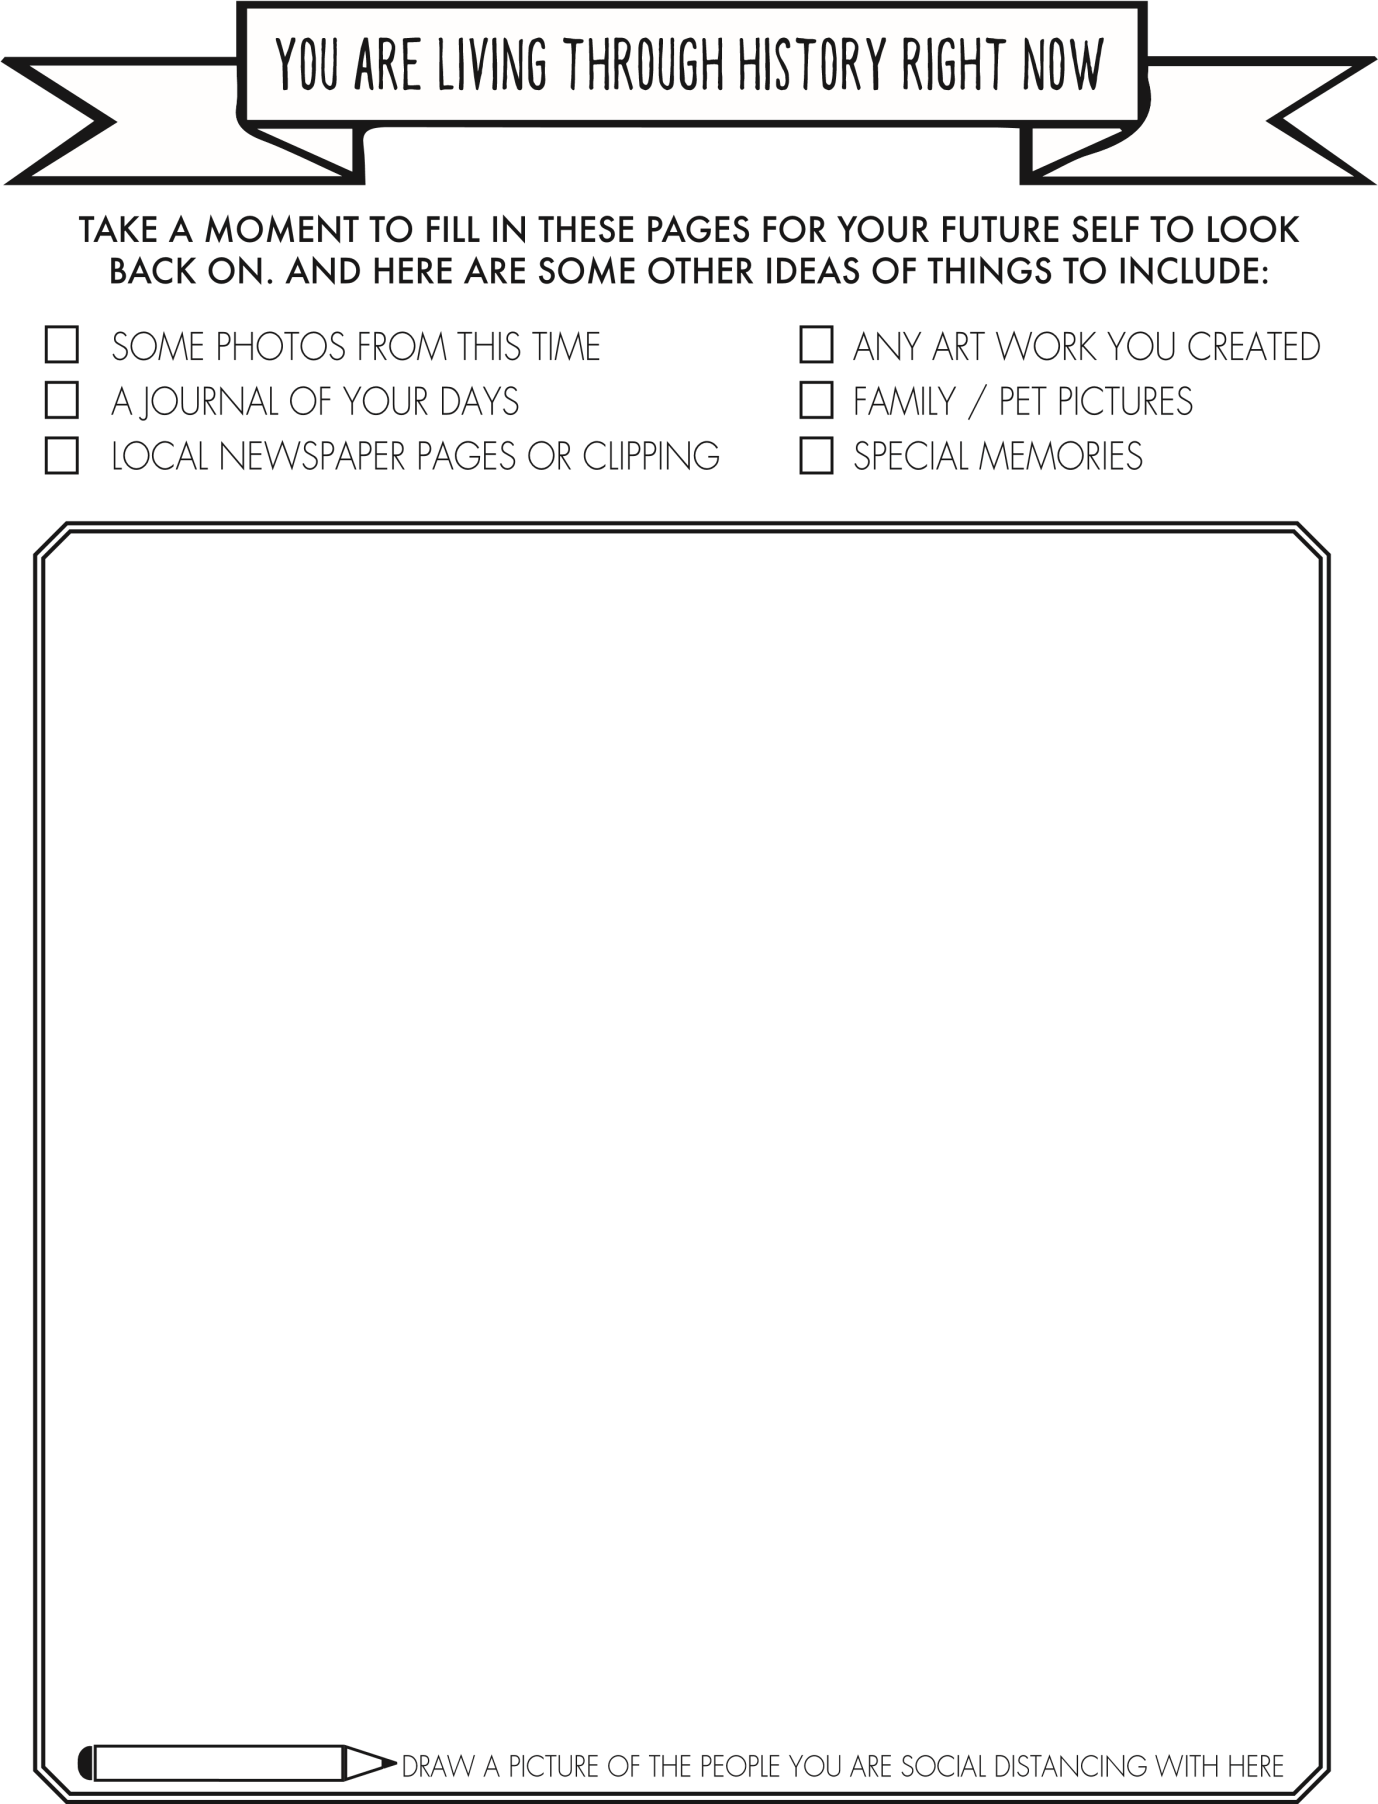 YOU ARE LIVING THROUGH HISTORY RIGHT NOW
TAKE A MOMENT TO FILL IN THESE PAGES FOR YOUR FUTURE SELF TO LOOK
BACK ON. AND HERE ARE SOME OTHER IDEAS OF THINGS TO INCLUDE:
SOME PHOTOS FROM THIS TIME
A JOURNAL OF YOUR DAYS
LOCAL NEWSPAPER PAGES OR CLIPPING
ANY ART WORK YOU CREATED
FAMILY / PET PICTURES
SPECIAL MEMORIES
DRAW A PICTURE OF THE PEOPLE YOU ARE SOCIAL DISTANCING WITH HERE